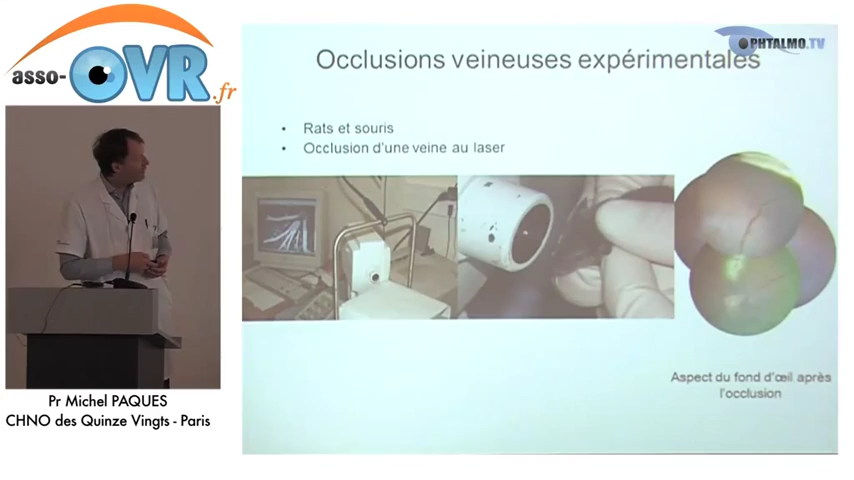 asso-OVR.fr
OPHTALMO.TV
Occlusions veineuses expérimentales
• Rats et souris
• Occlusion d'une veine au laser
Aspect du fond d'œil après
l'occlusion
Pr Michel PAQUES
CHNO des Quinze Vingts - Paris